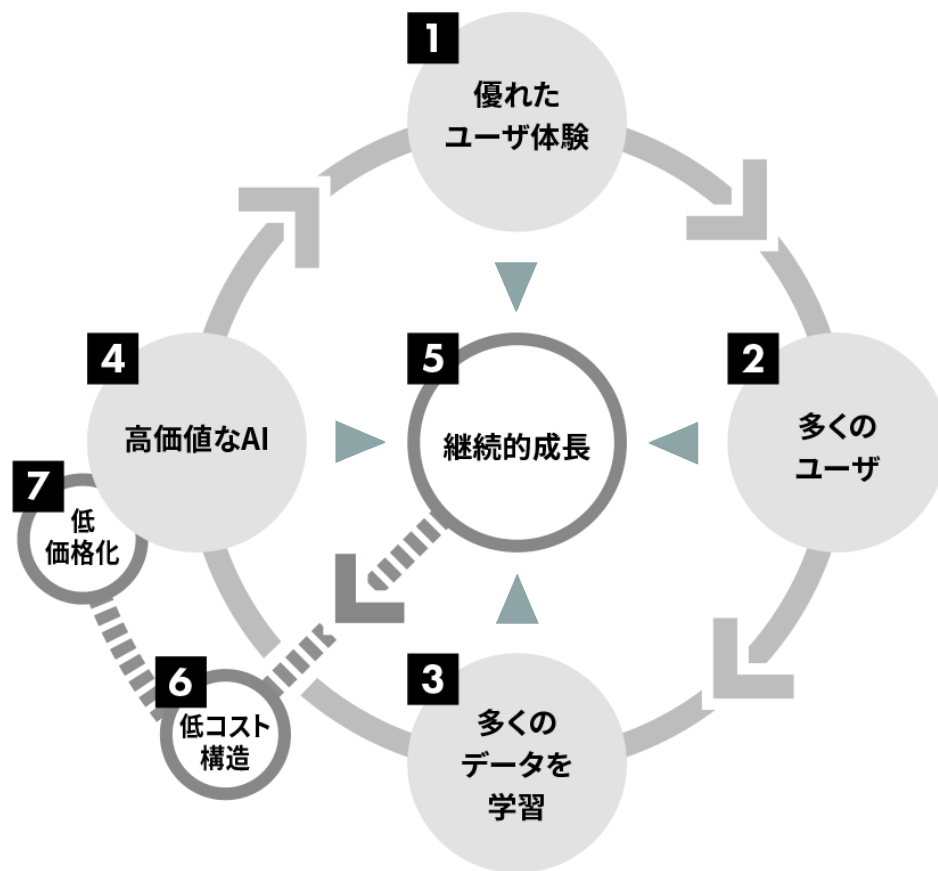 1
優れた
ユーザ体験
2
多くの
ユーザ
3
多くの
データを
学習
4
高価値なAI
5
継続的成長
6
低コスト
構造
7
低
価格化